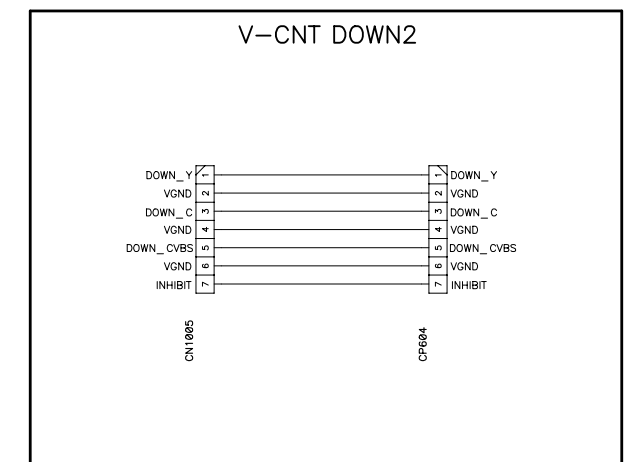 V-CNT DOWN2
DOWN_Y 1 1 DOWN_Y
VGND 2 2 VGND
DOWN_C 3 3 DOWN_C
VGND 4 4 VGND
DOWN_CVBS 5 5 DOWN_CVBS
VGND 6 6 VGND
INHIBIT 7 7 INHIBIT
CN1005 CP604